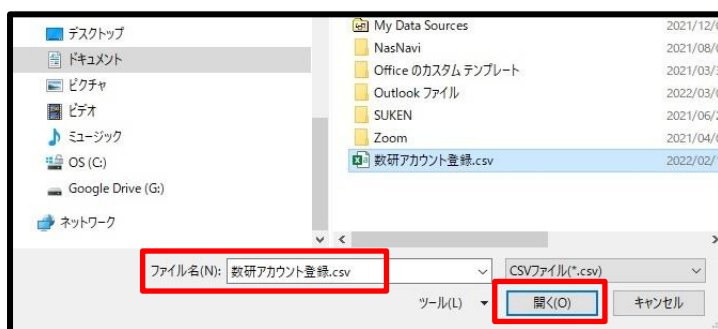 デスクトップ
ドキュメント
ピクチャ
ビデオ
ミュージック
OS (C:)
Google Drive (G:)
ネットワーク
My Data Sources 2021/12/
NasNavi 2021/08/
Office のカスタム テンプレート 2021/03/
Outlook ファイル 2022/03/
SUKEN 2021/06/
Zoom 2021/04/
数研アカウント登録.csv 2022/02/
ファイル名(N): 数研アカウント登録.csv CSVファイル(*.csv)
ツール(L) 開く(O) キャンセル